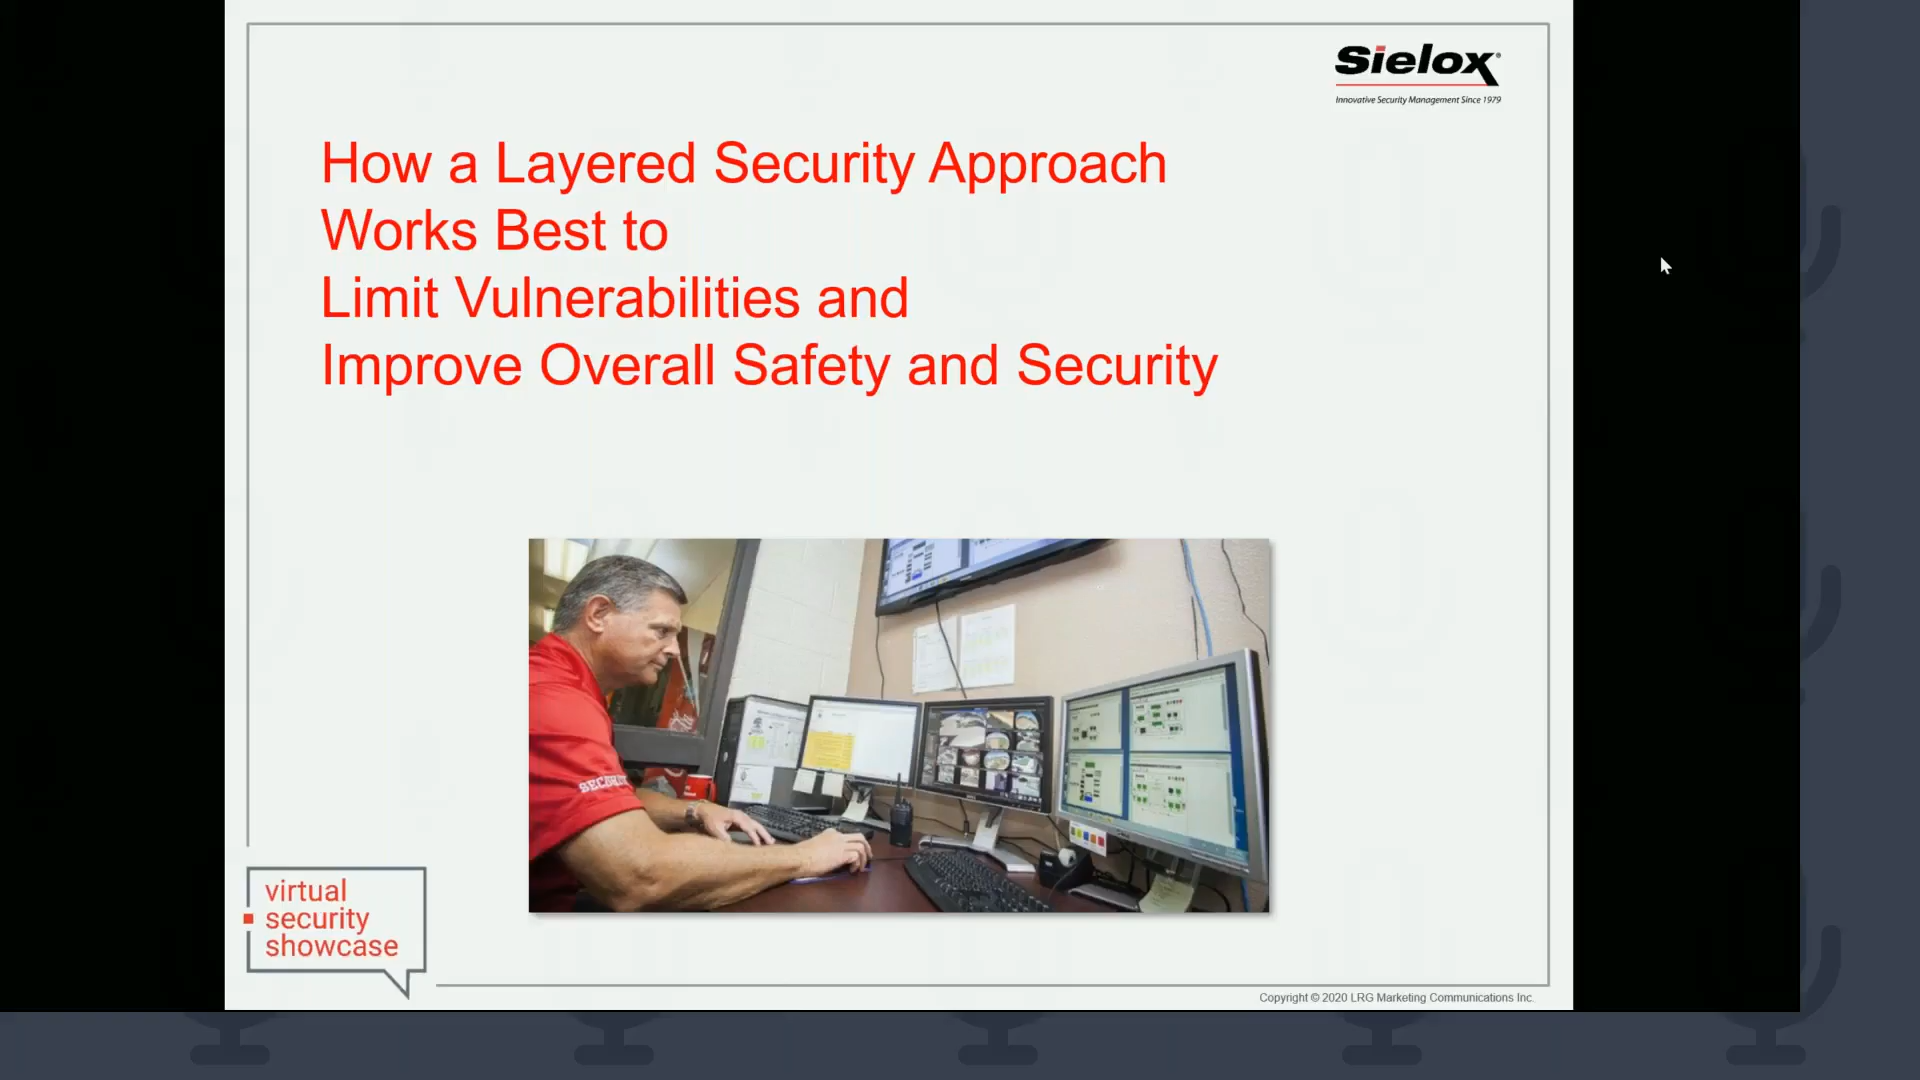 Sielox®
Innovative Security Management Since 1979
How a Layered Security Approach
Works Best to
Limit Vulnerabilities and
Improve Overall Safety and Security
virtual
security
showcase
Copyright © 2020 LRG Marketing Communications Inc.